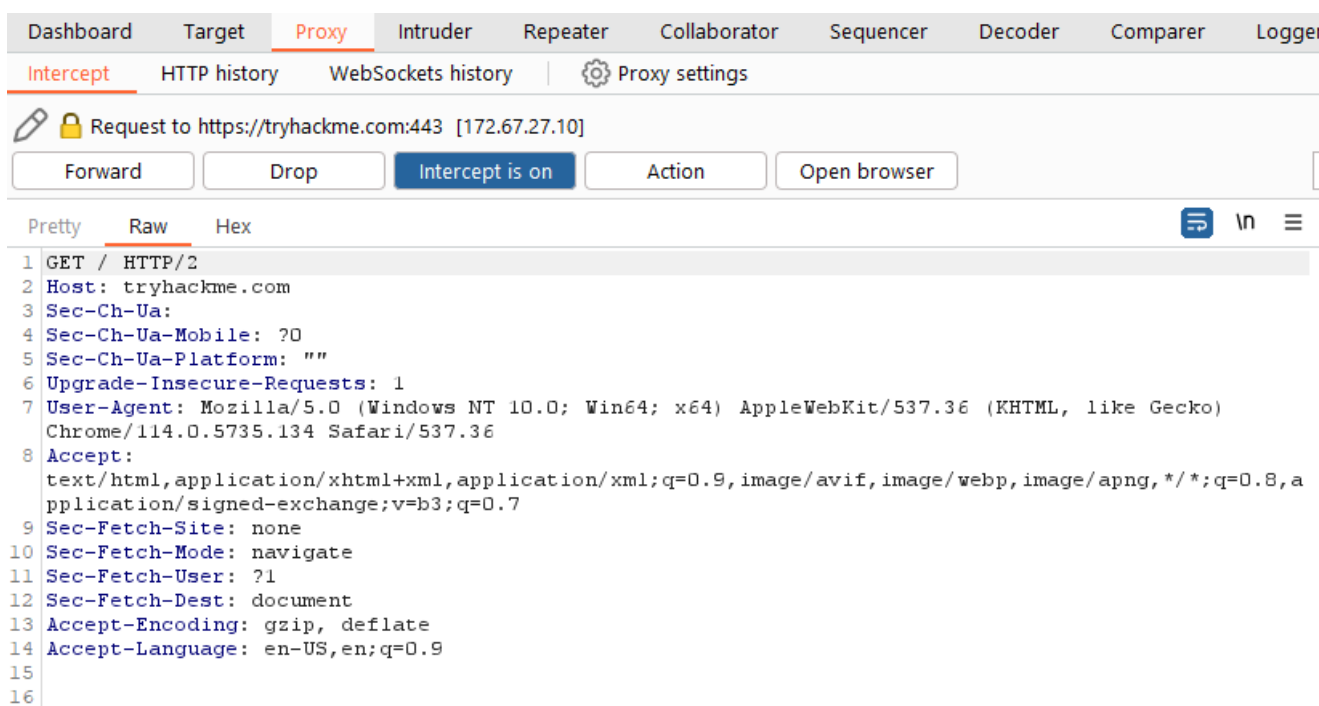 Dashboard Target Proxy Intruder Repeater Collaborator Sequencer Decoder Comparer Logger
Intercept HTTP history WebSockets history Proxy settings
Request to https://tryhackme.com:443 [172.67.27.10]
Forward Drop Intercept is on Action Open browser
Pretty Raw Hex \n
1 GET / HTTP/2
2 Host: tryhackme.com
3 Sec-Ch-Ua:
4 Sec-Ch-Ua-Mobile: ?0
5 Sec-Ch-Ua-Platform: ""
6 Upgrade-Insecure-Requests: 1
7 User-Agent: Mozilla/5.0 (Windows NT 10.0; Win64; x64) AppleWebKit/537.36 (KHTML, like Gecko)
Chrome/114.0.5735.134 Safari/537.36
8 Accept:
text/html,application/xhtml+xml,application/xml;q=0.9,image/avif,image/webp,image/apng,*/*;q=0.8,a
pplication/signed-exchange;v=b3;q=0.7
9 Sec-Fetch-Site: none
10 Sec-Fetch-Mode: navigate
11 Sec-Fetch-User: ?1
12 Sec-Fetch-Dest: document
13 Accept-Encoding: gzip, deflate
14 Accept-Language: en-US,en;q=0.9
15
16